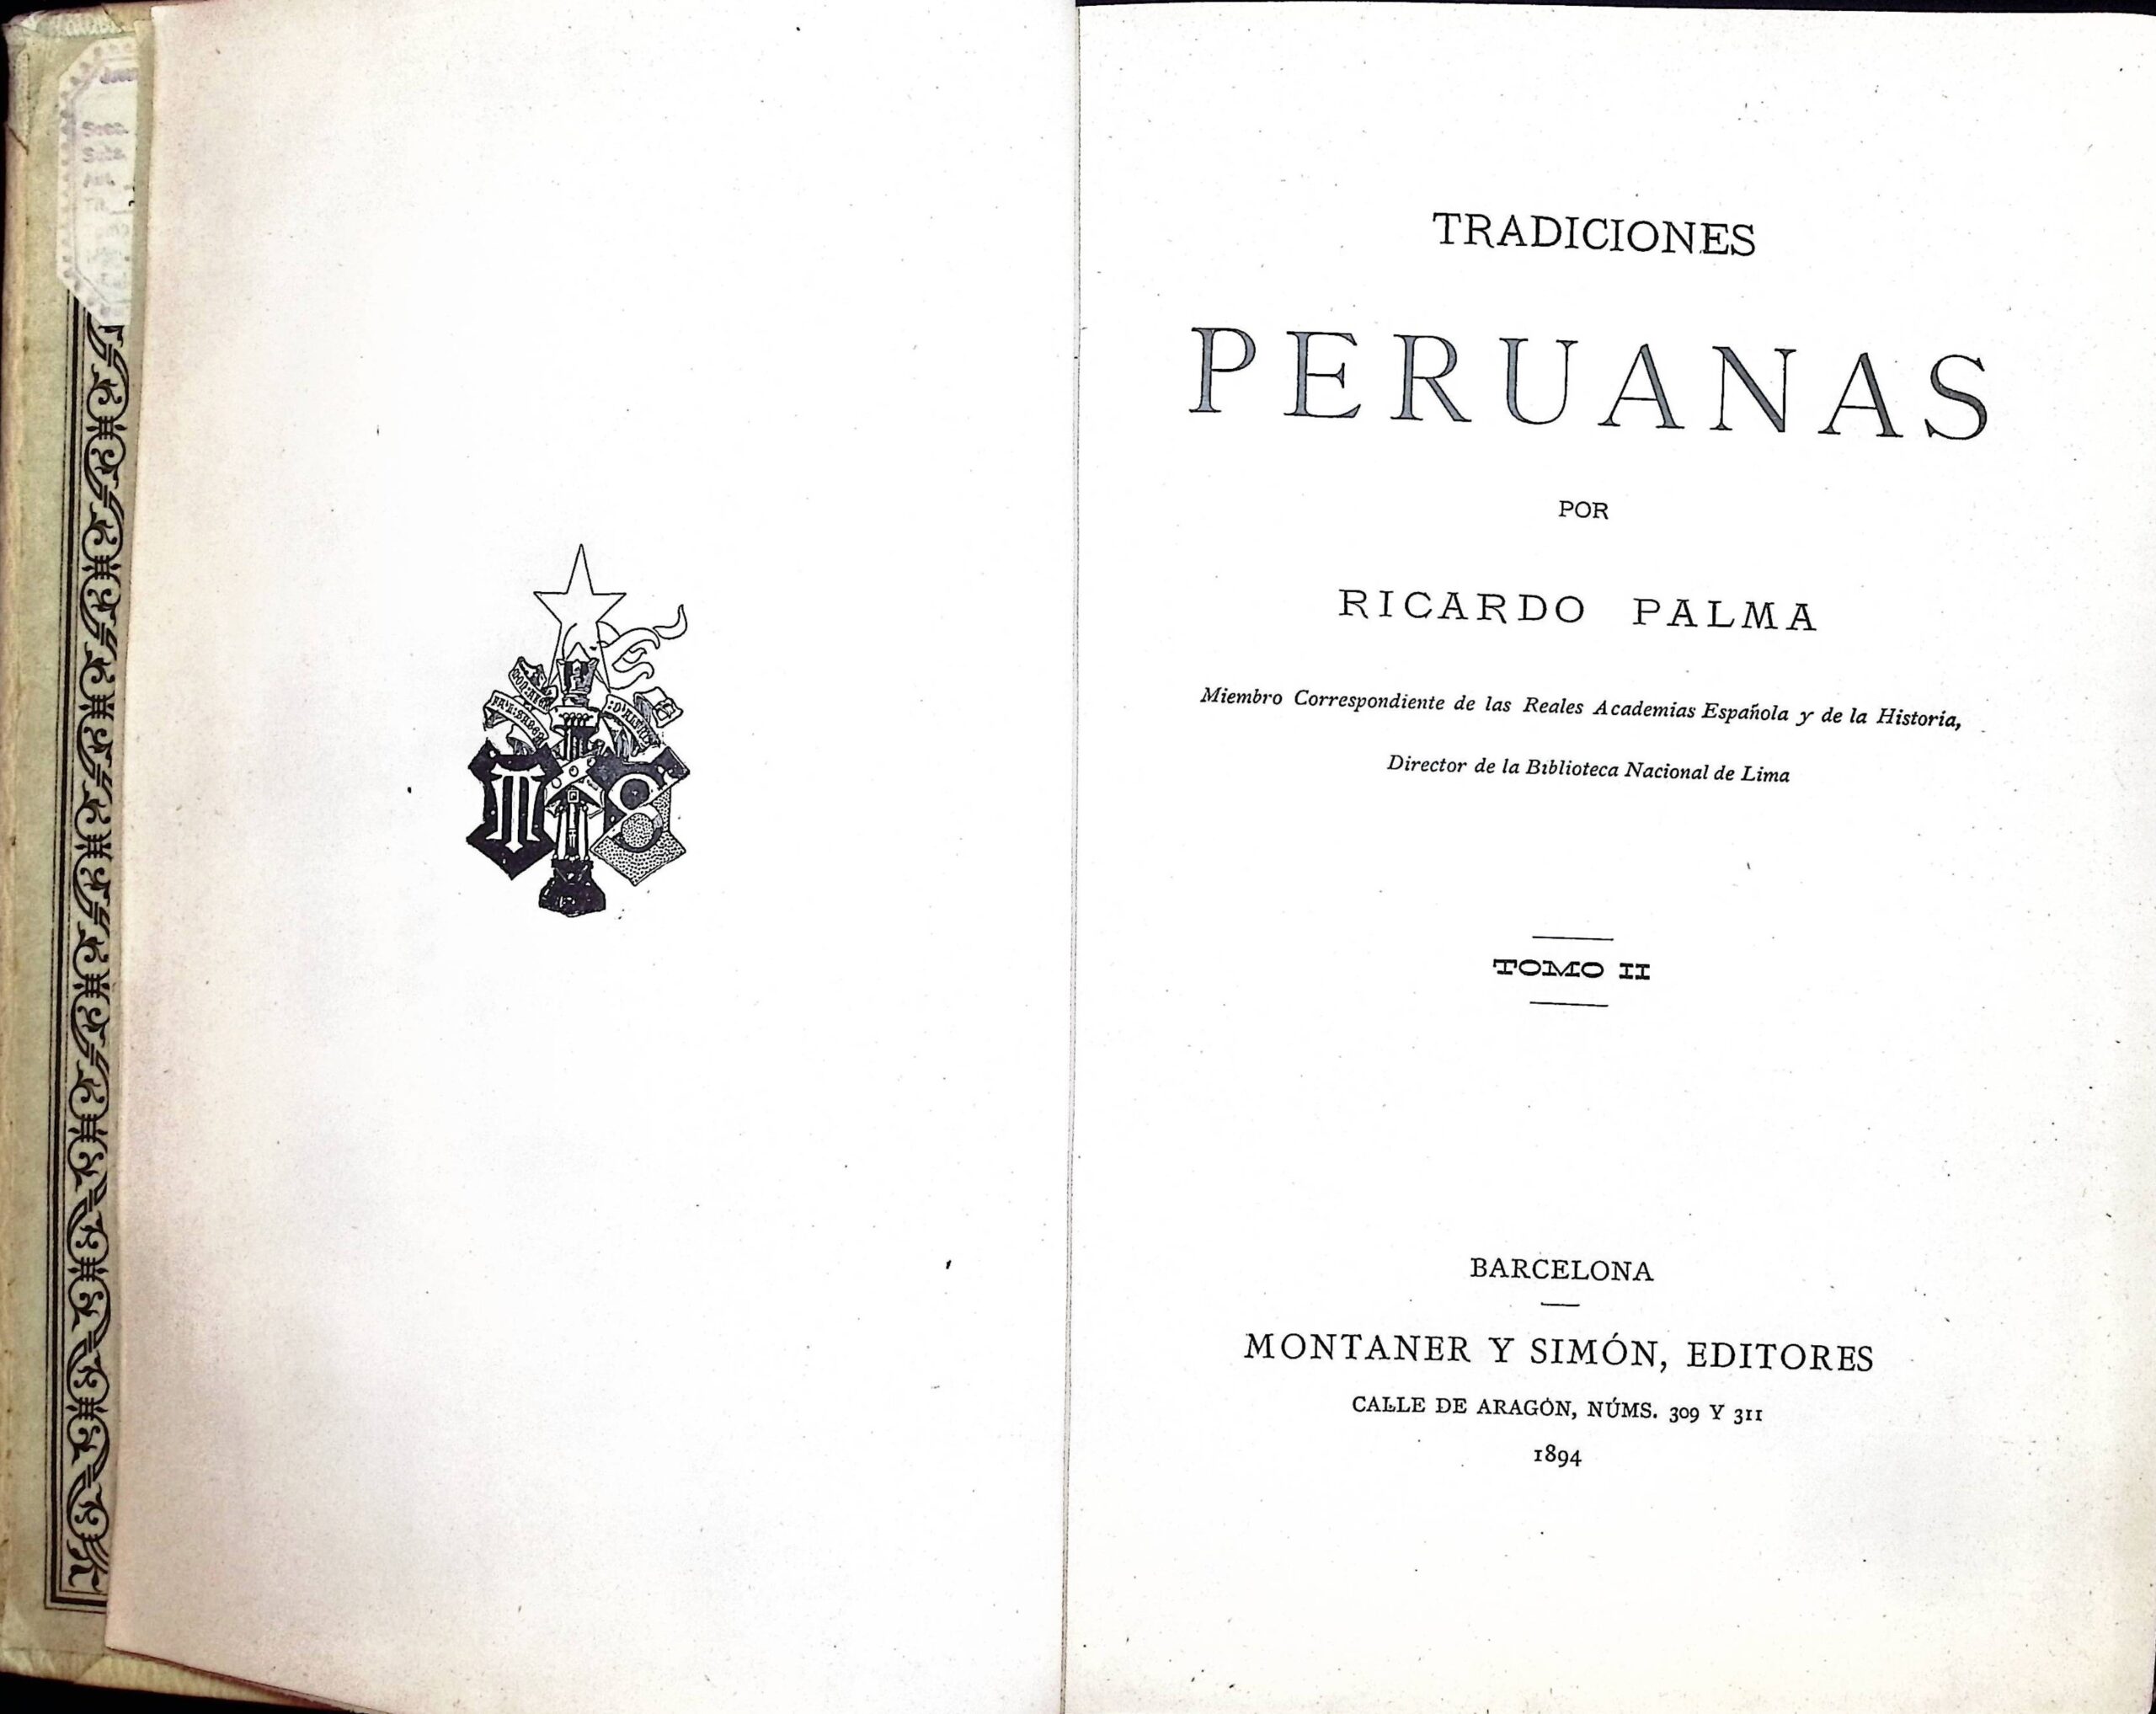 TRADICIONES
PERUANAS
POR
RICARDO PALMA
Miembro Correspondiente de las Reales Academias Española y de la Historia,
Director de la Biblioteca Nacional de Lima
TOMO II
BARCELONA
MONTANER Y SIMÓN, EDITORES
CALLE DE ARAGÓN, NÚMS. 309 Y 311
1894